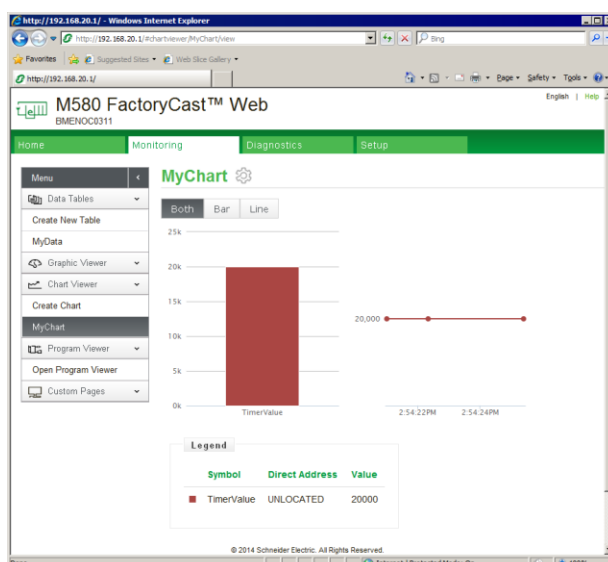 http://192.168.20.1/ - Windows Internet Explorer
http://192.168.20.1/#chartviewer/MyChart/view
Bing
Favorites Suggested Sites Web Slice Gallery
http://192.168.20.1/
Page Safety Tools
English | Help
M580 FactoryCast™ Web
BMENOC0311
Home Monitoring Diagnostics Setup
Menu
Data Tables
Create New Table
MyData
Graphic Viewer
Chart Viewer
Create Chart
MyChart
Program Viewer
Open Program Viewer
Custom Pages
MyChart
Both Bar Line
25k
20k
15k
10k
5k
0k
TimerValue
20,000
2:54:22PM 2:54:24PM
Legend
Symbol Direct Address Value
TimerValue UNLOCATED 20000
© 2014 Schneider Electric. All Rights Reserved.